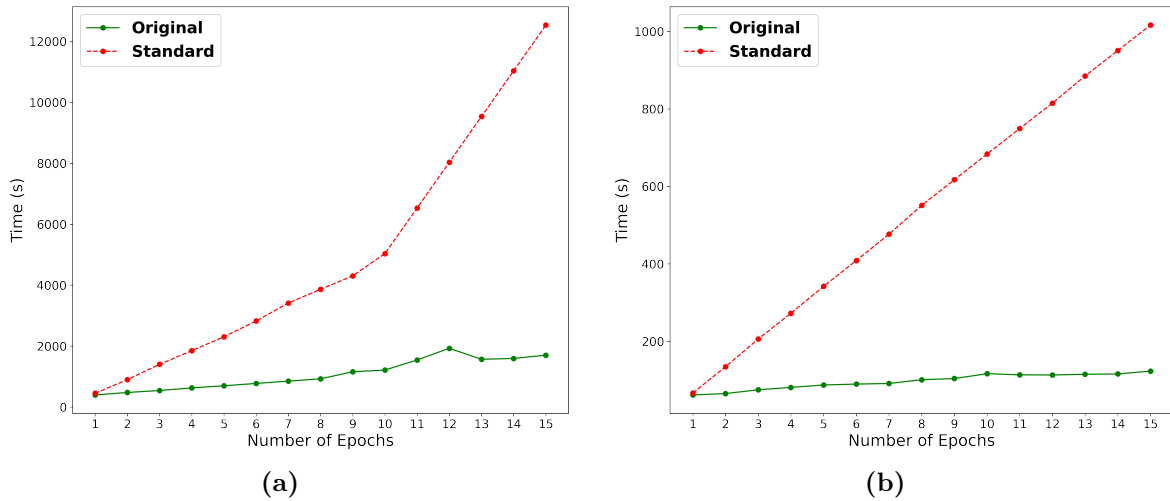 Original
Standard
12000
10000
8000
6000
4000
2000
0
Time (s)
1 2 3 4 5 6 7 8 9 10 11 12 13 14 15
Number of Epochs
(a)
Original
Standard
1000
800
600
400
200
Time (s)
1 2 3 4 5 6 7 8 9 10 11 12 13 14 15
Number of Epochs
(b)